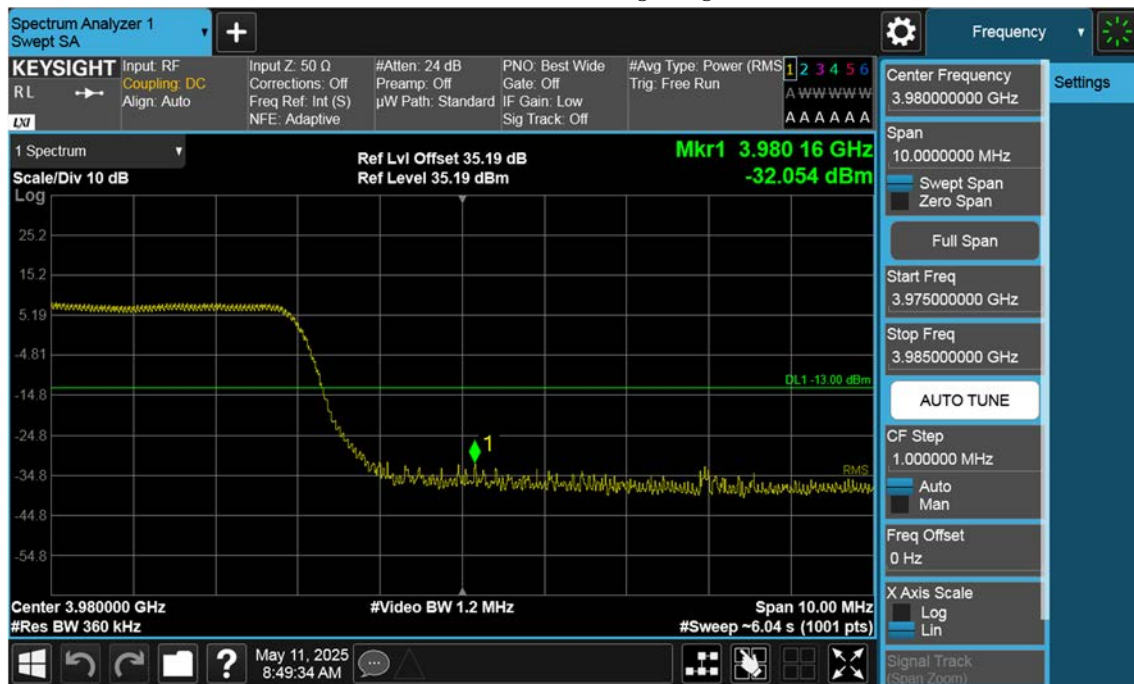 Spectrum Analyzer 1
Swept SA
+
Frequency
KEYSIGHT
RL
LXI
Input: RF
Coupling: DC
Align: Auto
Input Z: 50 Ω
Corrections: Off
Freq Ref: Int (S)
NFE: Adaptive
#Atten: 24 dB
Preamp: Off
µW Path: Standard
PNO: Best Wide
Gate: Off
IF Gain: Low
Sig Track: Off
#Avg Type: Power (RMS
Trig: Free Run
1 2 3 4 5 6
A W W W W W
A A A A A A
1 Spectrum
Scale/Div 10 dB
Ref Lvl Offset 35.19 dB
Ref Level 35.19 dBm
Mkr1 3.980 16 GHz
-32.054 dBm
Log
25.2
15.2
5.19
-4.81
-14.8
-24.8
-34.8
-44.8
-54.8
DL1 -13.00 dBm
1
RMS
Center 3.980000 GHz
#Res BW 360 kHz
#Video BW 1.2 MHz
Span 10.00 MHz
#Sweep ~6.04 s (1001 pts)
Center Frequency
3.980000000 GHz
Span
10.0000000 MHz
Swept Span
Zero Span
Full Span
Start Freq
3.975000000 GHz
Stop Freq
3.985000000 GHz
AUTO TUNE
CF Step
1.000000 MHz
Auto
Man
Freq Offset
0 Hz
X Axis Scale
Log
Lin
Signal Track
(Span Zoom)
Settings
?
May 11, 2025
8:49:34 AM